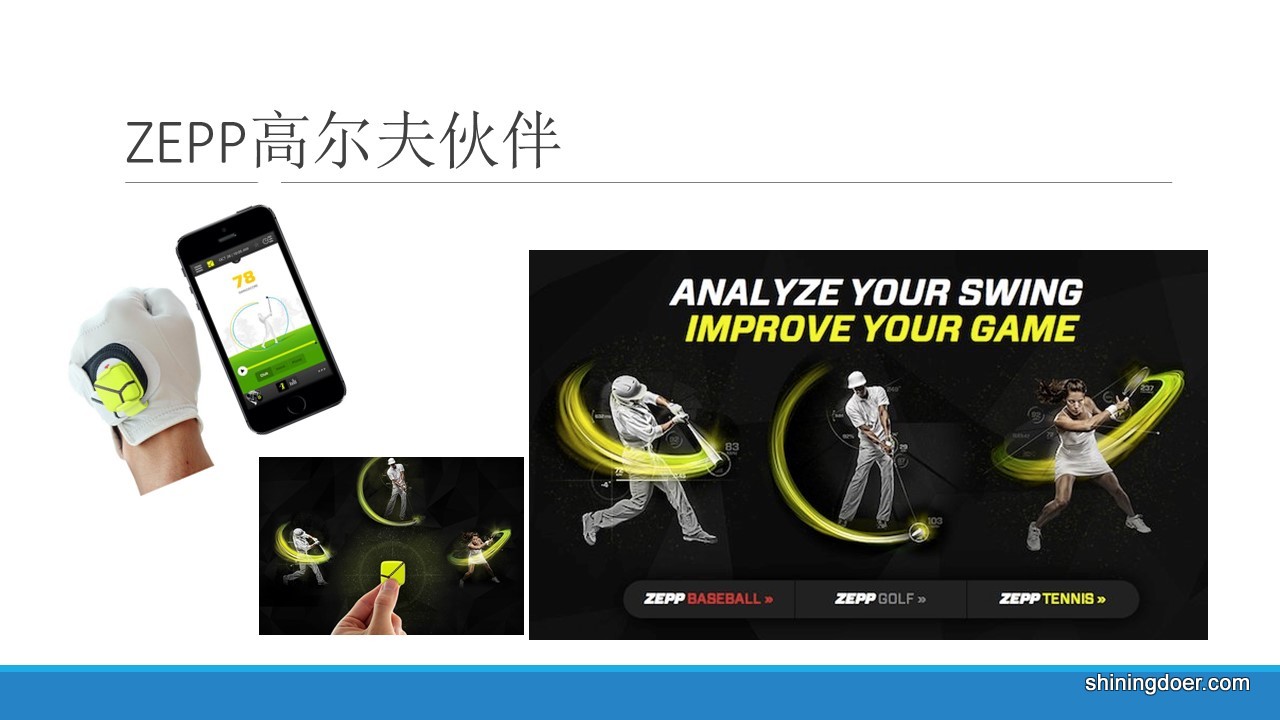 ZEPP高尔夫伙伴
78
ANALYZE YOUR SWING
IMPROVE YOUR GAME
83
103
ZEPP BASEBALL »
ZEPP GOLF »
ZEPP TENNIS »
shiningdoer.com